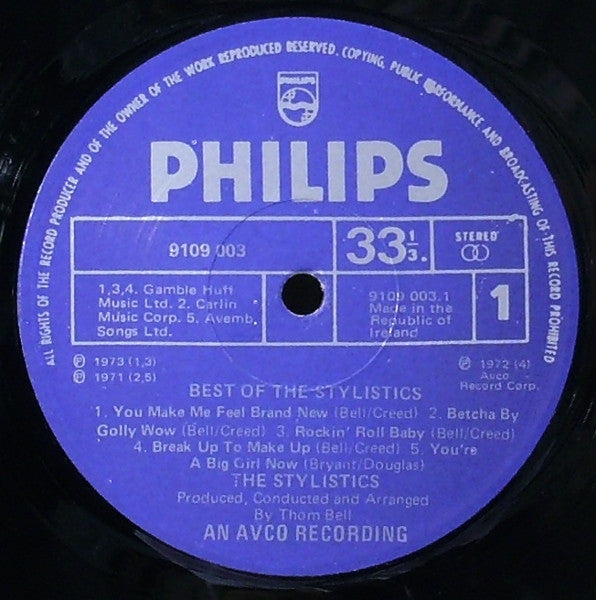 ALL RIGHTS OF THE RECORD PRODUCER AND OF THE OWNER OF THE WORK REPRODUCED RESERVED. COPYING, PUBLIC PERFORMANCE AND BROADCASTING OF THIS RECORD PROHIBITED
PHILIPS
PHILIPS
9109 003
33 1/3.
STEREO
1,3,4. Gamble Huff
Music Ltd. 2. Carlin
Music Corp. 5. Avemb.
Songs Ltd.
9109 003.1
Made in the
Republic of
Ireland
1
Ⓟ 1973 (1,3)
Ⓟ 1971 (2,5)
Ⓟ 1972 (4)
Avco
Record Corp.
BEST OF THE STYLISTICS
1. You Make Me Feel Brand New (Bell/Creed) 2. Betcha By
Golly Wow (Bell/Creed) 3. Rockin' Roll Baby (Bell/Creed)
4. Break Up To Make Up (Bell/Creed) 5. You're
A Big Girl Now (Bryant/Douglas)
THE STYLISTICS
Produced, Conducted and Arranged
By Thom Bell
AN AVCO RECORDING